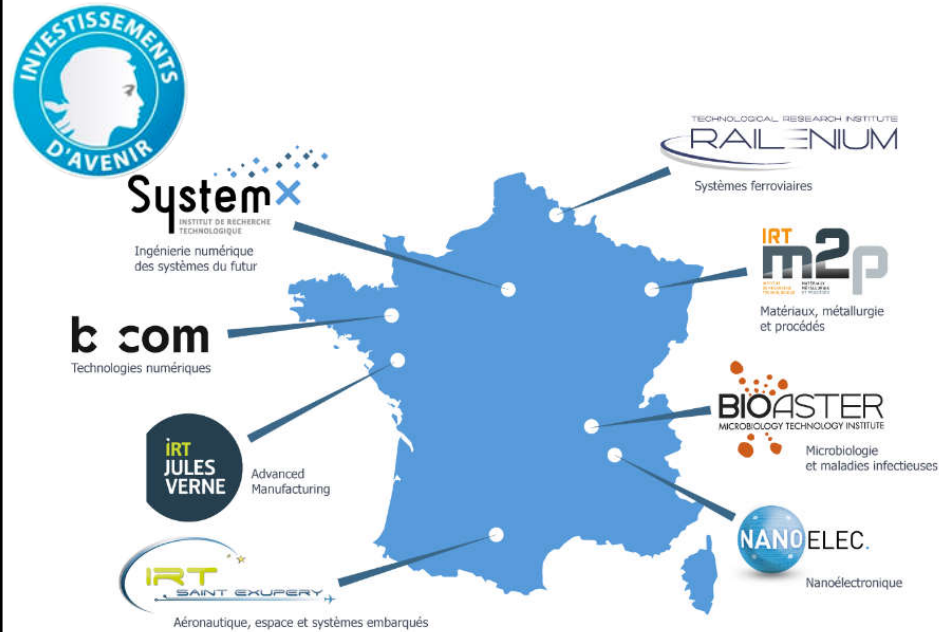 INVESTISSEMENTS
D'AVENIR
TECHNOLOGICAL RESEARCH INSTITUTE
RAILENIUM
Systèmes ferroviaires
Systemx
INSTITUT DE RECHERCHE
TECHNOLOGIQUE
Ingénierie numérique
des systèmes du futur
IRT
m2p
Matériaux, métallurgie
et procédés
b com
Technologies numériques
BIOASTER
MICROBIOLOGY TECHNOLOGY INSTITUTE
Microbiologie
et maladies infectieuses
IRT
JULES
VERNE
Advanced
Manufacturing
NANOELEC.
Nanoélectronique
IRT
SAINT EXUPERY
Aéronautique, espace et systèmes embarqués